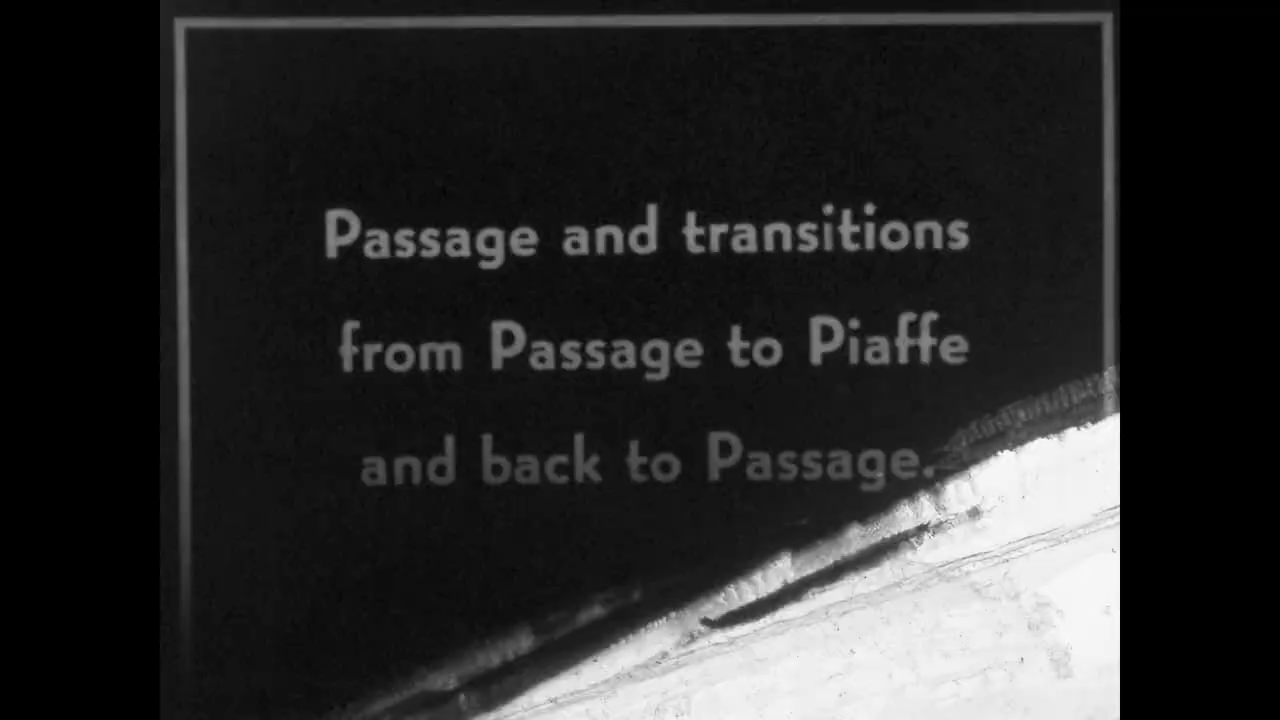 Passage and transitions
from Passage to Piaffe
and back to Passage.